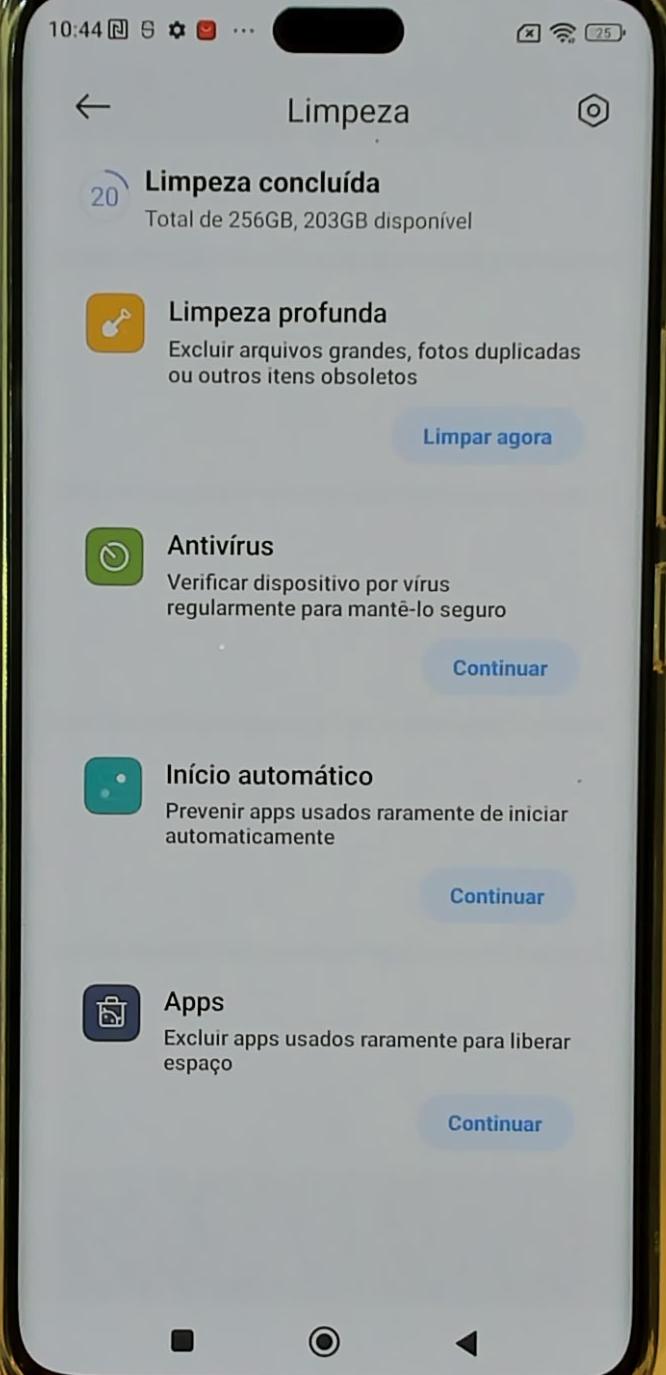 10:44
25
Limpeza
20
Limpeza concluída
Total de 256GB, 203GB disponível
Limpeza profunda
Excluir arquivos grandes, fotos duplicadas
ou outros itens obsoletos
Limpar agora
Antivírus
Verificar dispositivo por vírus
regularmente para mantê-lo seguro
Continuar
Início automático
Prevenir apps usados raramente de iniciar
automaticamente
Continuar
Apps
Excluir apps usados raramente para liberar
espaço
Continuar